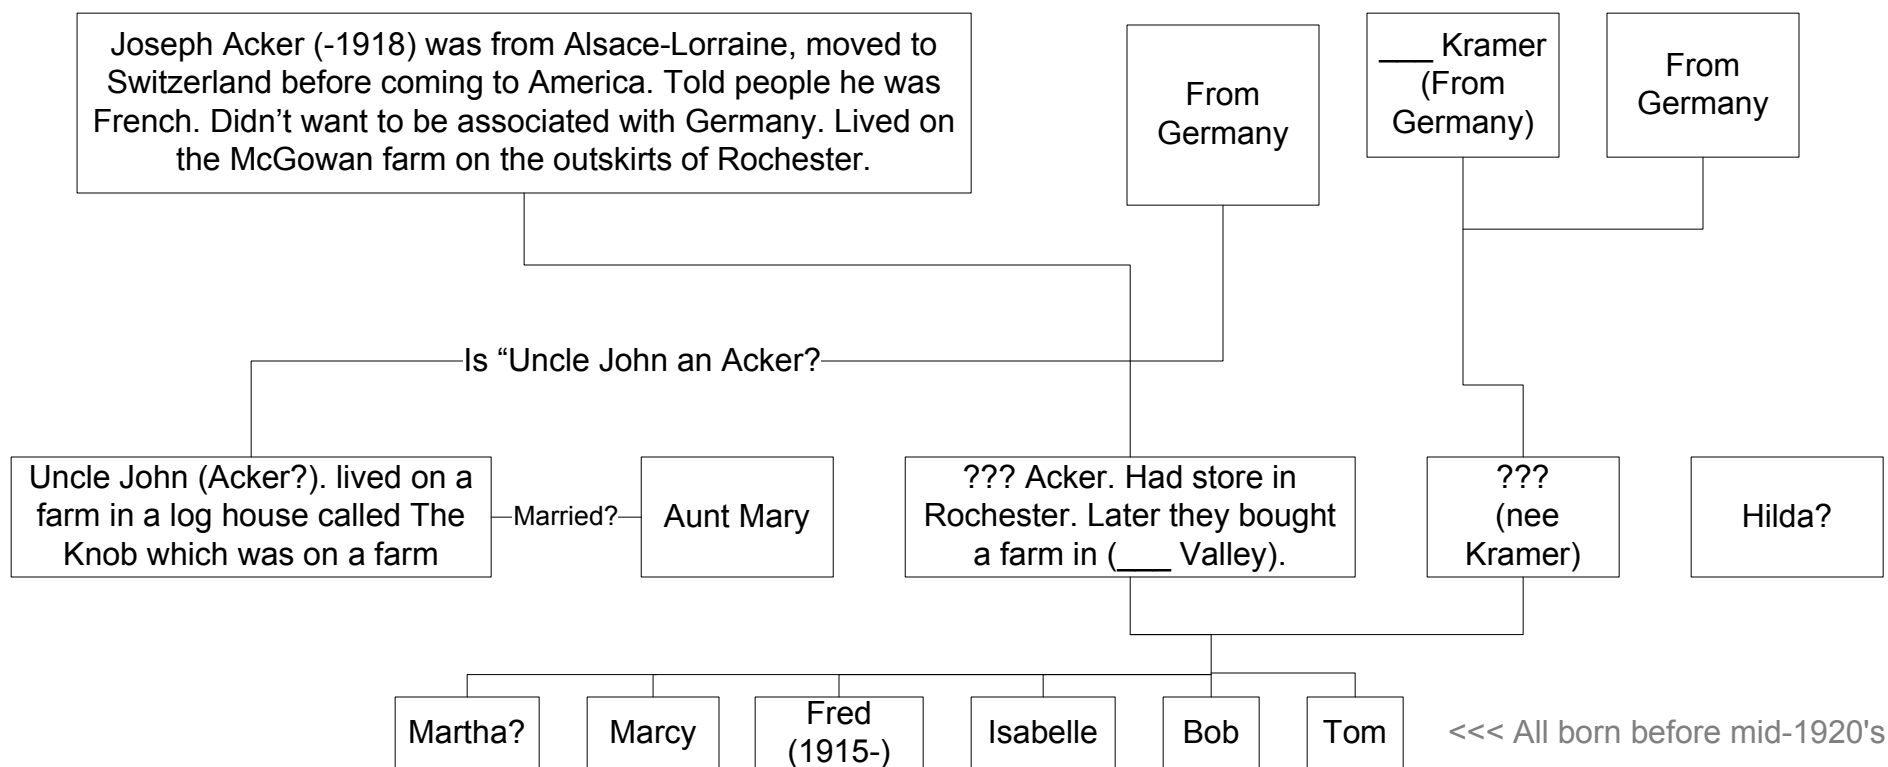 Joseph Acker (-1918) was from Alsace-Lorraine, moved to
Switzerland before coming to America. Told people he was
French. Didn’t want to be associated with Germany. Lived on
the McGowan farm on the outskirts of Rochester.
From
Germany
___ Kramer
(From
Germany)
From
Germany
Is “Uncle John an Acker?
Uncle John (Acker?). lived on a
farm in a log house called The
Knob which was on a farm
Married?
Aunt Mary
??? Acker. Had store in
Rochester. Later they bought
a farm in (___ Valley).
???
(nee
Kramer)
Hilda?
Martha?
Marcy
Fred
(1915-)
Isabelle
Bob
Tom
<<< All born before mid-1920's